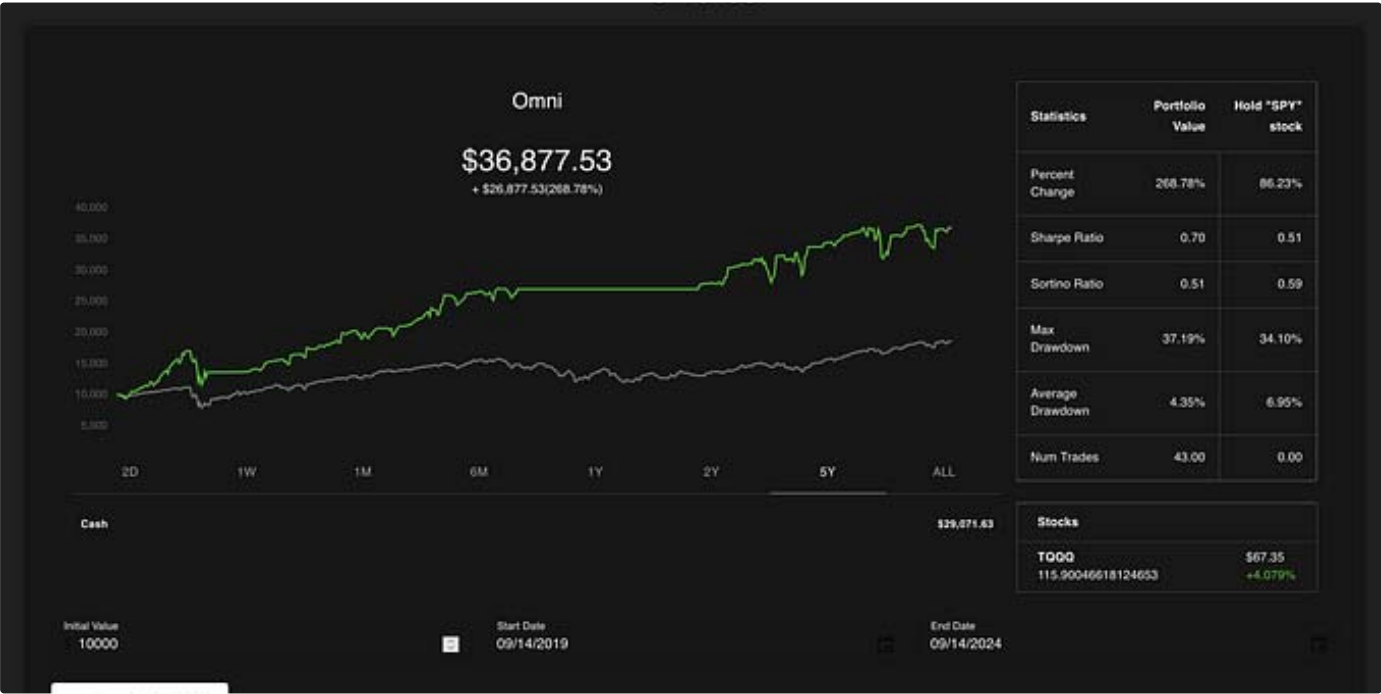 Omni
$36,877.53
+ $26,877.53(268.78%)
40,000
35,000
30,000
25,000
20,000
15,000
10,000
5,000
2D 1W 1M 6M 1Y 2Y 5Y ALL
Cash $29,071.63
Statistics Portfolio Value Hold "SPY" stock
Percent Change 268.78% 86.23%
Sharpe Ratio 0.70 0.51
Sortino Ratio 0.51 0.59
Max Drawdown 37.19% 34.10%
Average Drawdown 4.35% 6.95%
Num Trades 43.00 0.00
Stocks
TQQQ $67.35
115.90046618124653 +4.079%
Initial Value Start Date End Date
10000 09/14/2019 09/14/2024